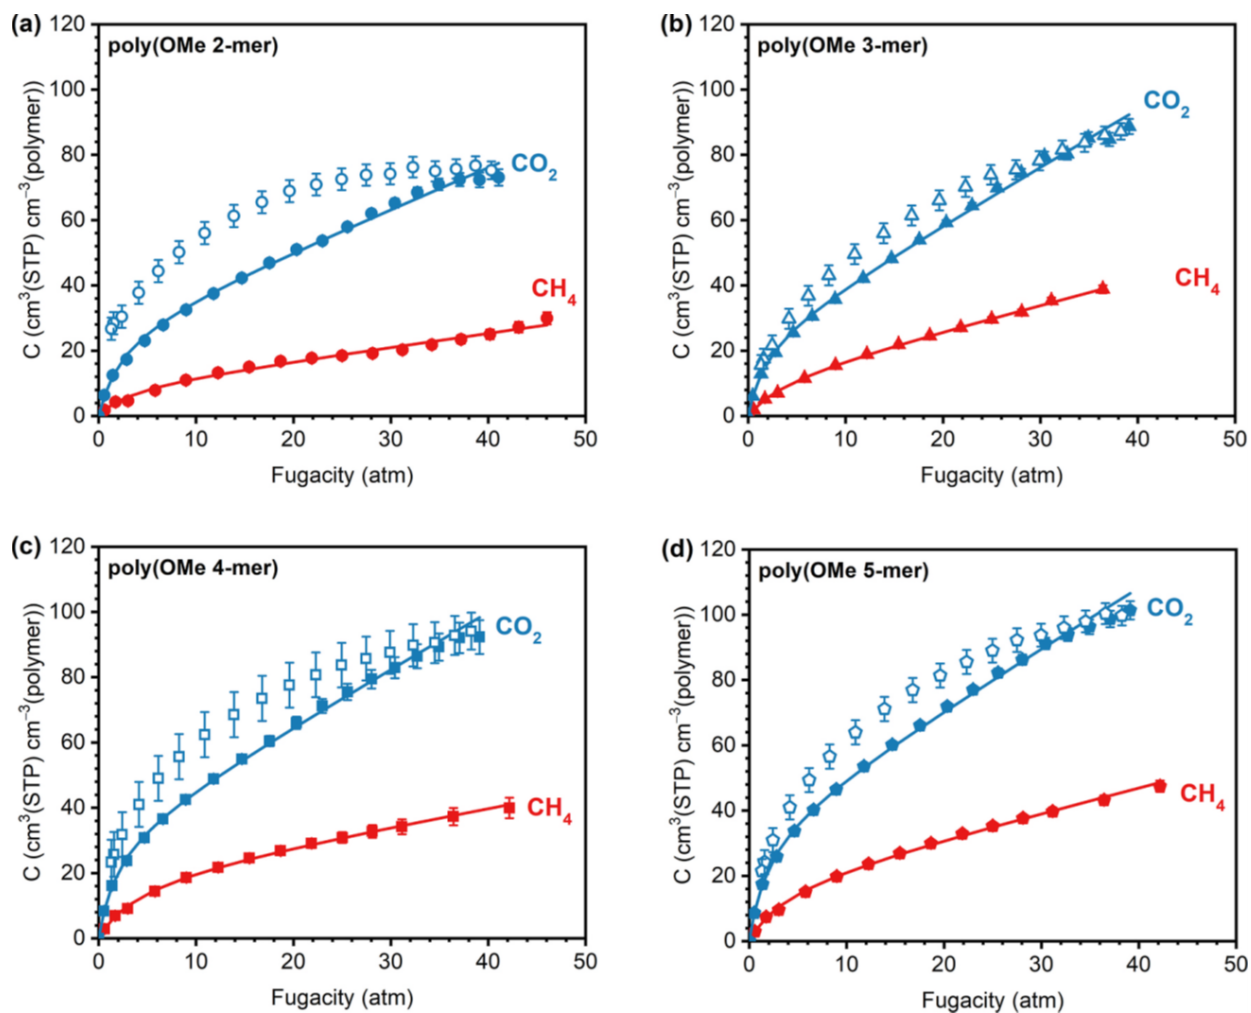 (a)
poly(OMe 2-mer)
C (cm³(STP) cm⁻³(polymer))
120
100
80
60
40
20
0
CO₂
CH₄
0 10 20 30 40 50
Fugacity (atm)
(b)
poly(OMe 3-mer)
C (cm³(STP) cm⁻³(polymer))
120
100
80
60
40
20
0
CO₂
CH₄
0 10 20 30 40 50
Fugacity (atm)
(c)
poly(OMe 4-mer)
C (cm³(STP) cm⁻³(polymer))
120
100
80
60
40
20
0
CO₂
CH₄
0 10 20 30 40 50
Fugacity (atm)
(d)
poly(OMe 5-mer)
C (cm³(STP) cm⁻³(polymer))
120
100
80
60
40
20
0
CO₂
CH₄
0 10 20 30 40 50
Fugacity (atm)